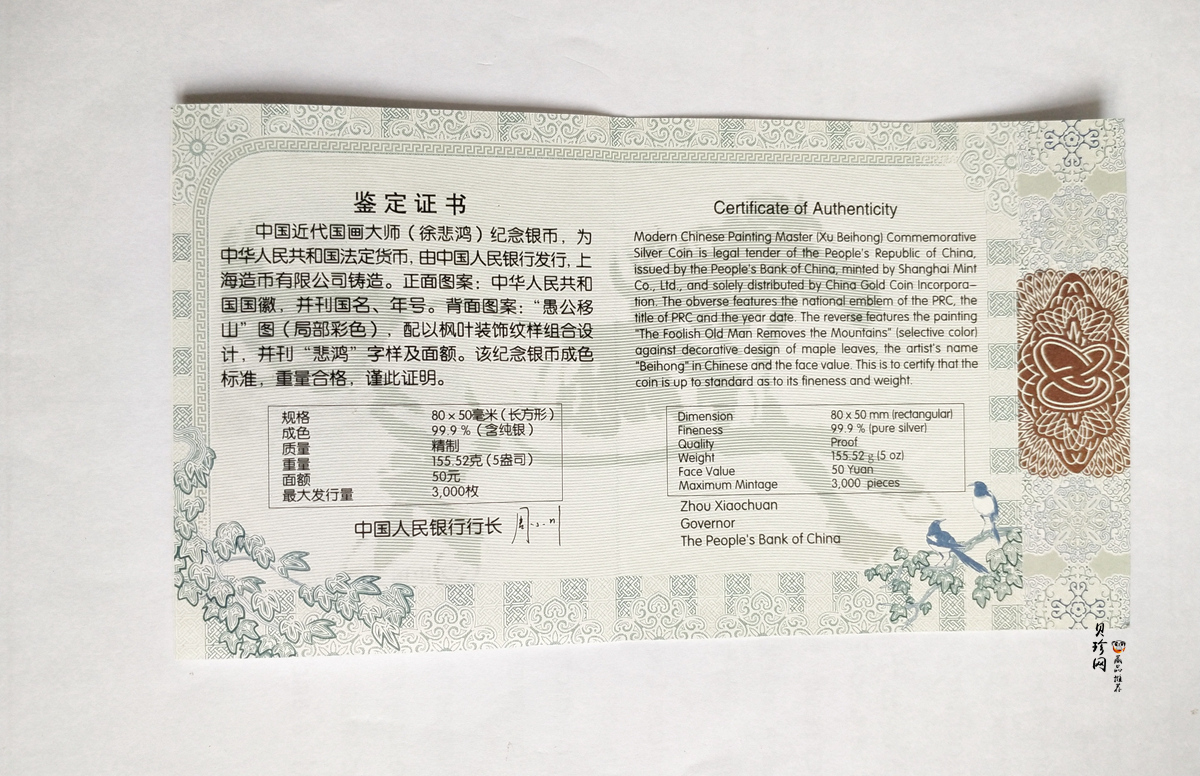 鉴定证书
中国近代国画大师（徐悲鸿）纪念银币，为
中华人民共和国法定货币，由中国人民银行发行，上
海造币有限公司铸造。正面图案：中华人民共和
国国徽，并刊国名、年号。背面图案：“愚公移
山”图（局部彩色），配以枫叶装饰纹样组合设
计，并刊“悲鸿”字样及面额。该纪念银币成色
标准，重量合格，谨此证明。
规格 80 x 50毫米（长方形）
成色 99.9 %（含纯银）
质量 精制
重量 155.52克（5盎司）
面额 50元
最大发行量 3,000枚
中国人民银行行长 周小川
Certificate of Authenticity
Modern Chinese Painting Master (Xu Beihong) Commemorative
Silver Coin is legal tender of the People's Republic of China,
issued by the People's Bank of China, minted by Shanghai Mint
Co., Ltd., and solely distributed by China Gold Coin Incorpora-
tion. The obverse features the national emblem of the PRC, the
title of PRC and the year date. The reverse features the painting
"The Foolish Old Man Removes the Mountains" (selective color)
against decorative design of maple leaves, the artist's name
"Beihong" in Chinese and the face value. This is to certify that the
coin is up to standard as to its fineness and weight.
Dimension 80 x 50 mm (rectangular)
Fineness 99.9 % (pure silver)
Quality Proof
Weight 155.52 g (5 oz)
Face Value 50 Yuan
Maximum Mintage 3,000 pieces
Zhou Xiaochuan
Governor
The People's Bank of China
贝珍网
藏品推荐